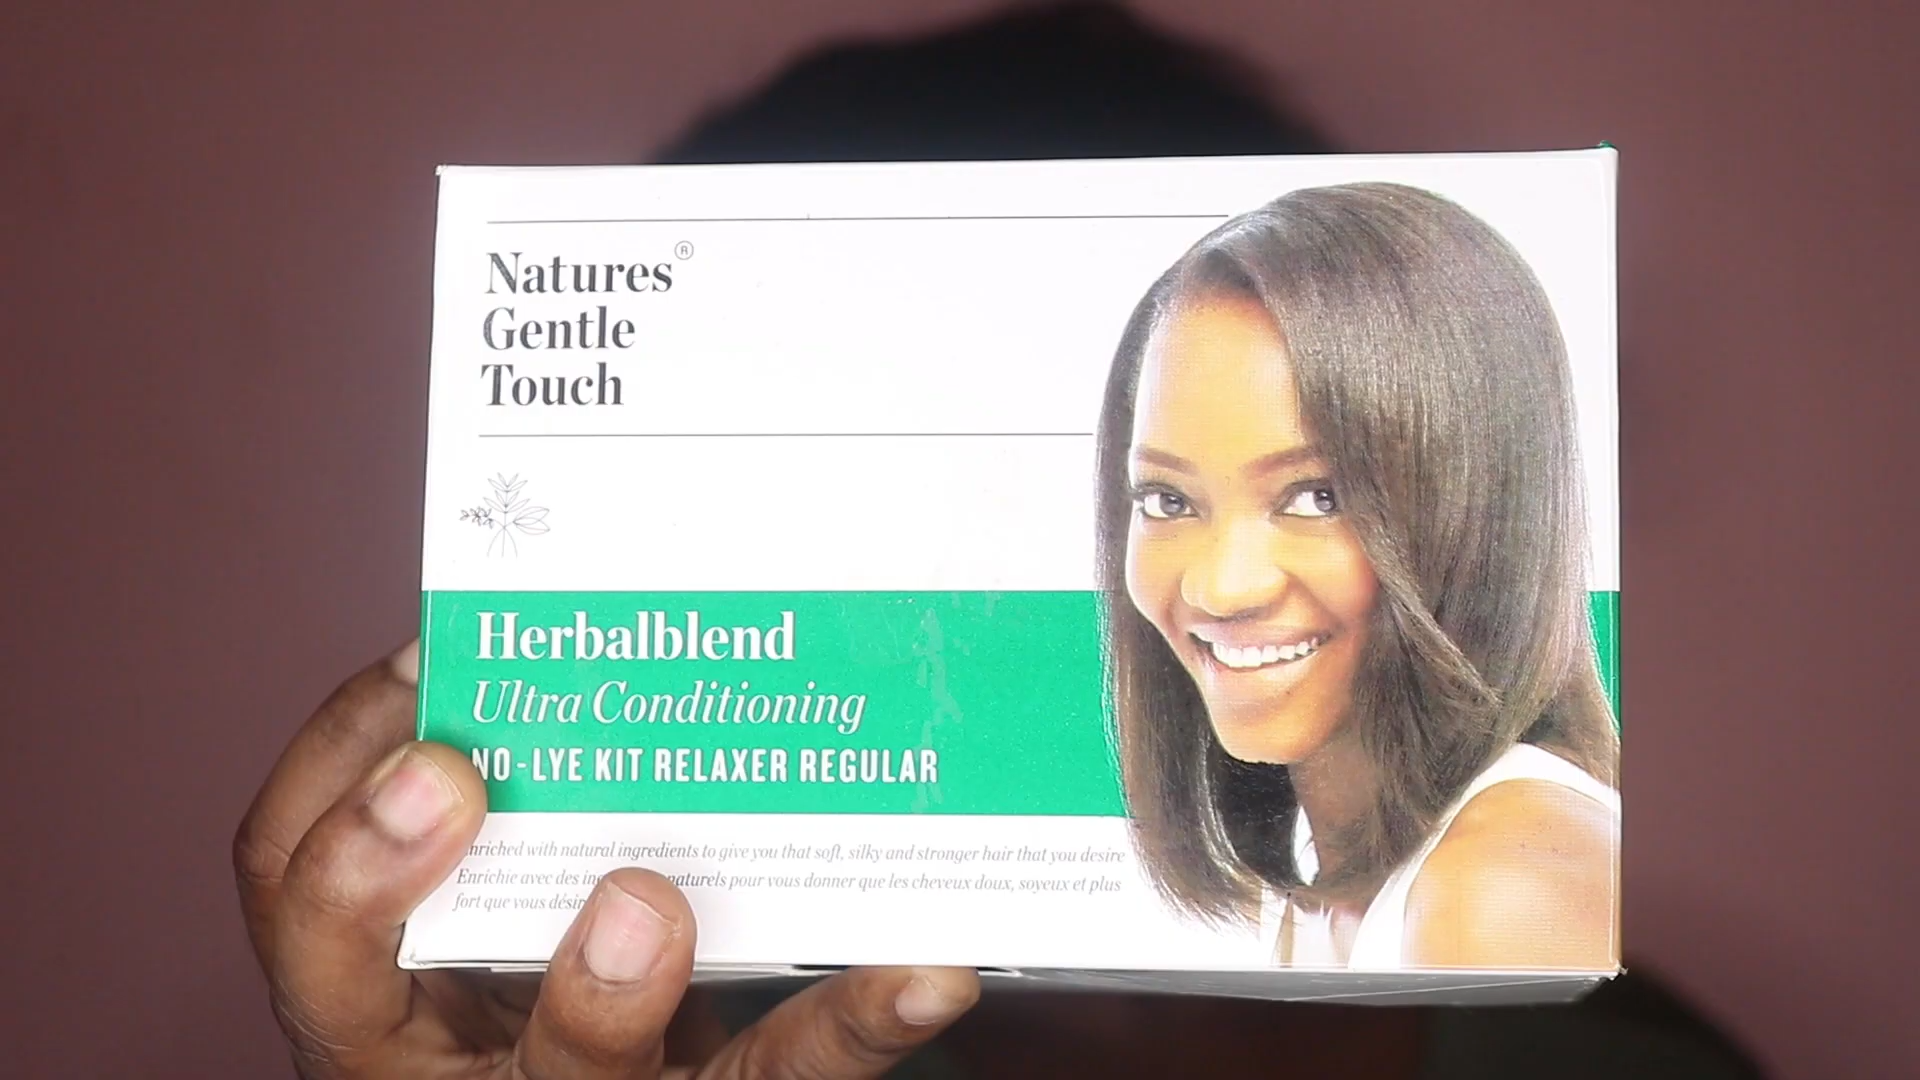 Natures®
Gentle
Touch
Herbalblend
Ultra Conditioning
NO-LYE KIT RELAXER REGULAR
nriched with natural ingredients to give you that soft, silky and stronger hair that you desire
Enrichie avec des naturels pour vous donner que les cheveux doux, soyeux et plus
fort que vous